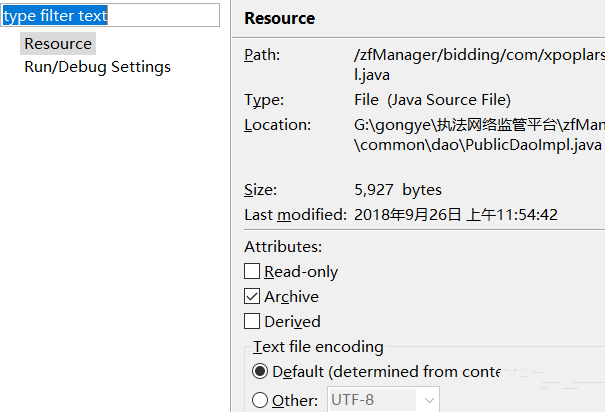 type filter text
Resource
Run/Debug Settings
Resource
Path: /zfManager/bidding/com/xpoplars
l.java
Type: File (Java Source File)
Location: G:\gongye\执法网络监管平台\zfMana
\common\dao\PublicDaoImpl.java
Size: 5,927 bytes
Last modified: 2018年9月26日 上午11:54:42
Attributes:
Read-only
Archive
Derived
Text file encoding
Default (determined from conte
Other: UTF-8